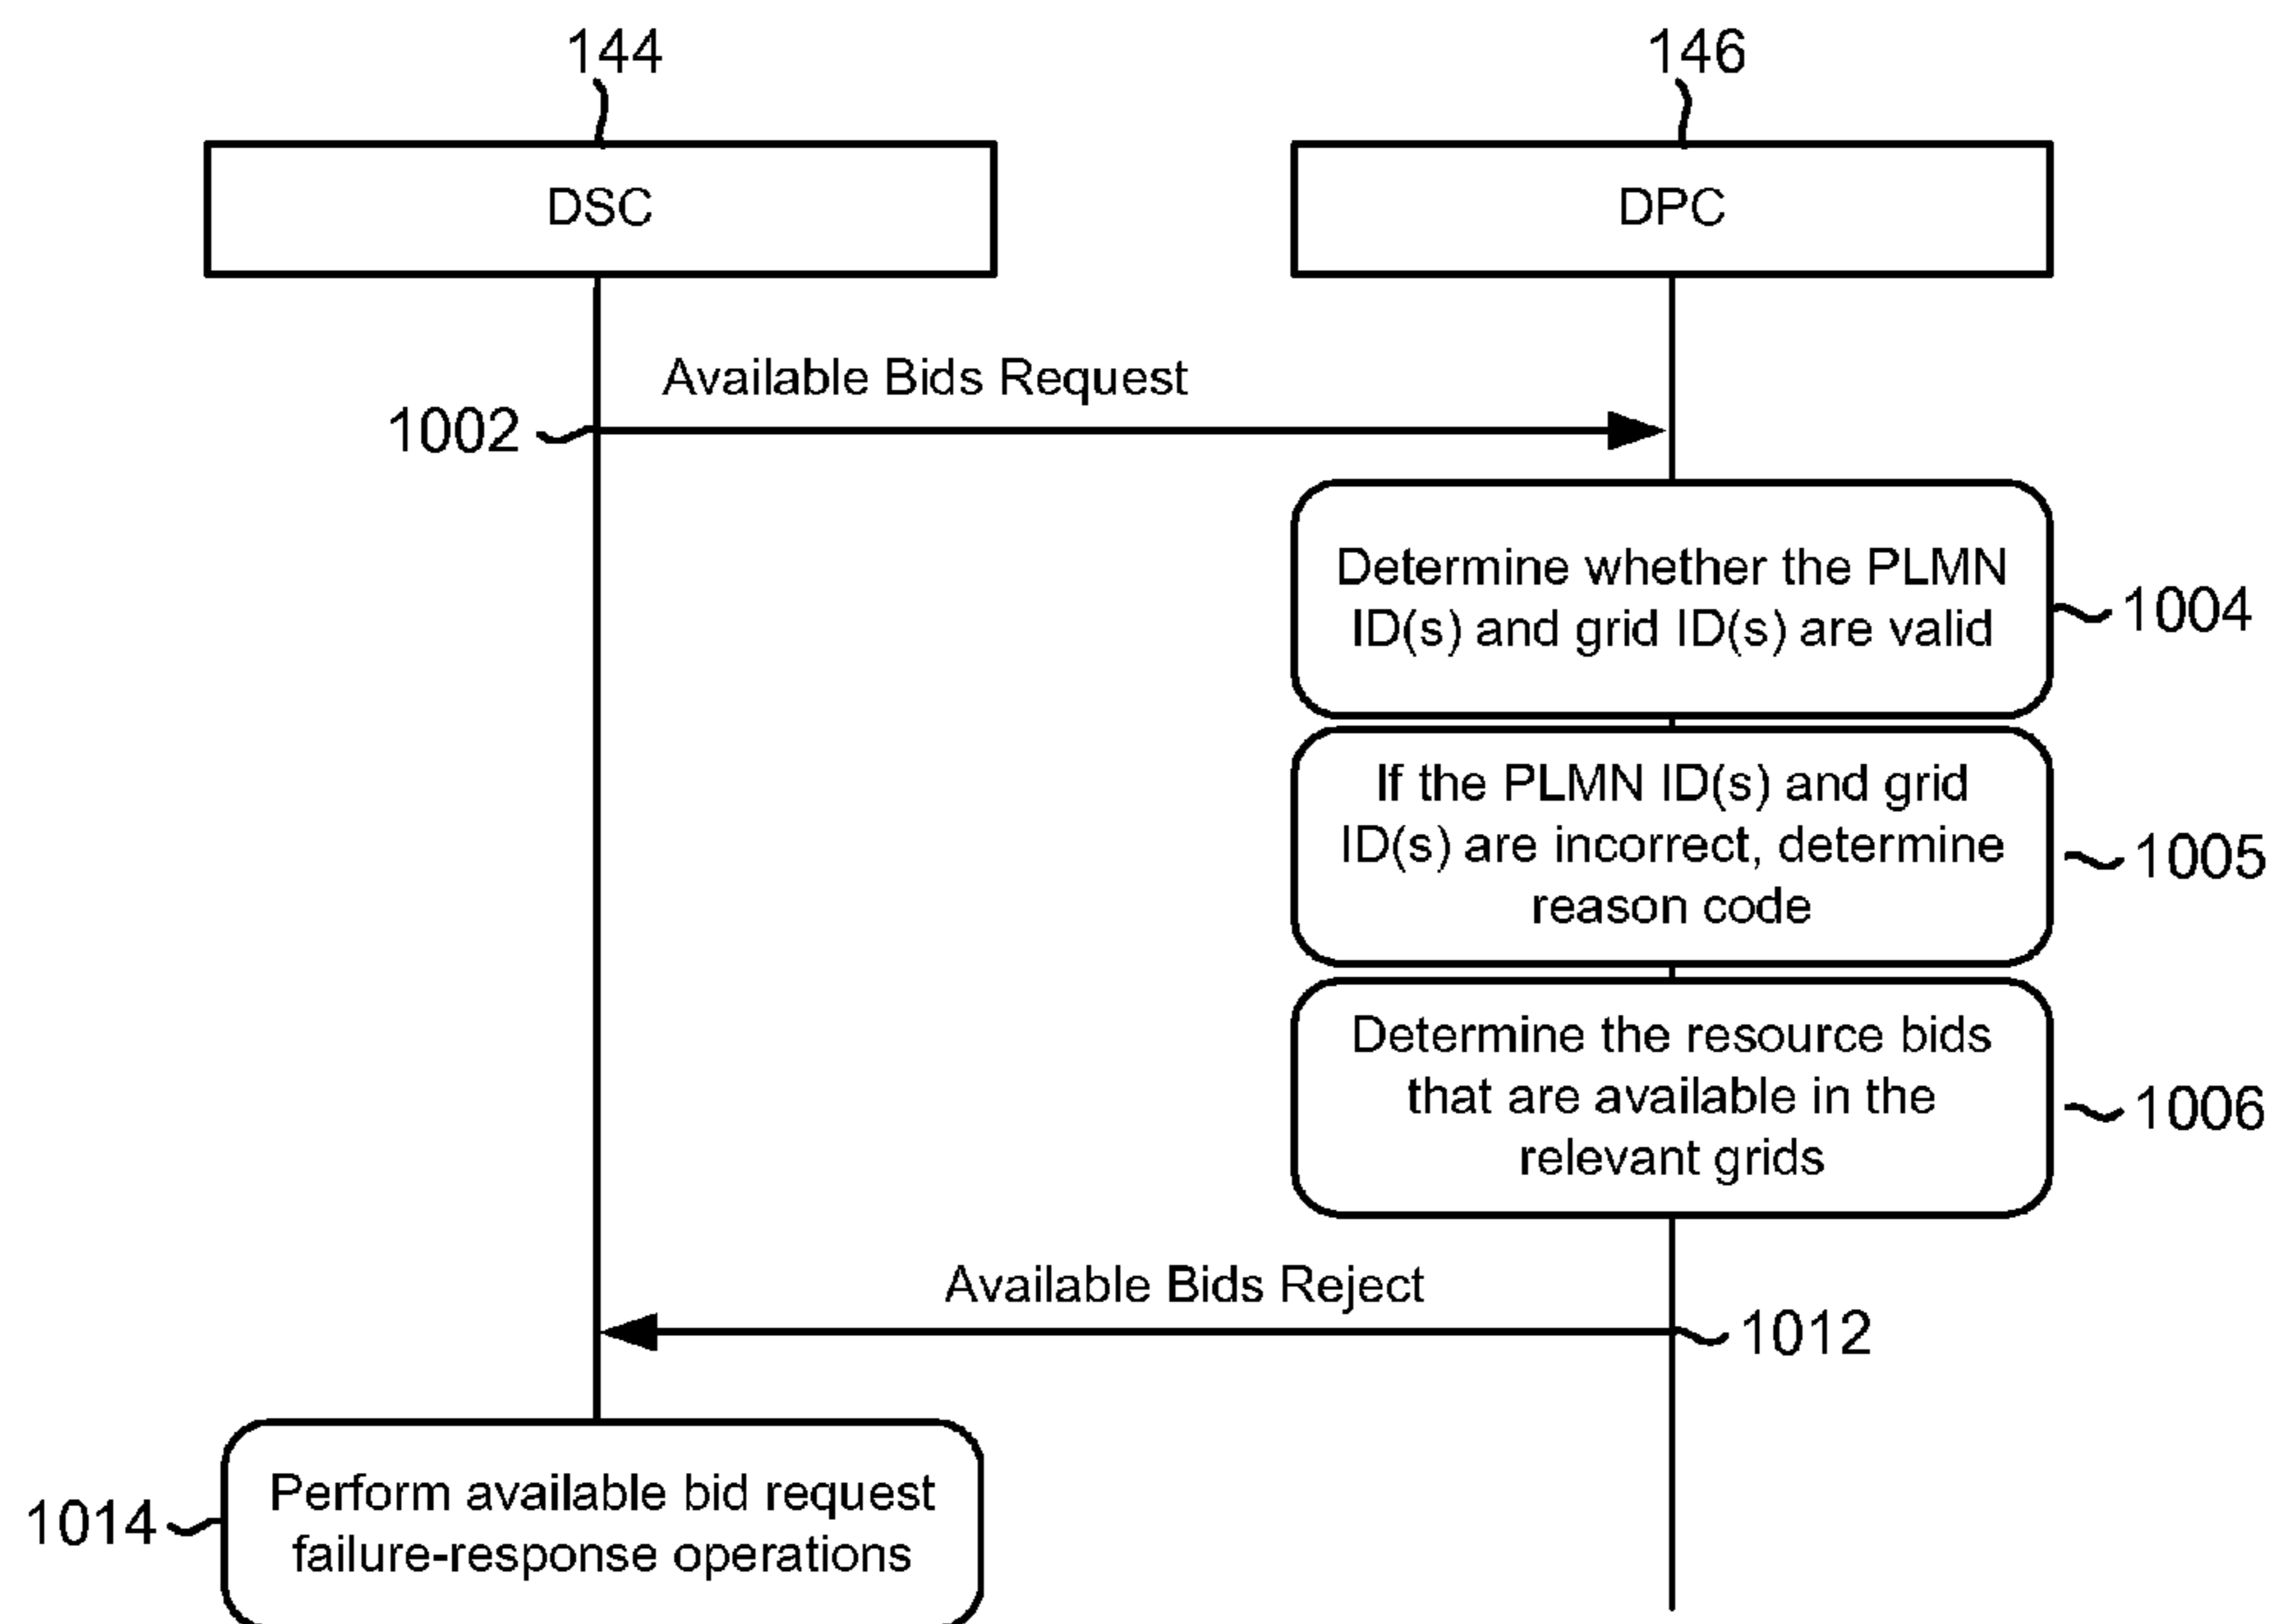 144
146
DSC
DPC
Available Bids Request
1002
Determine whether the PLMN
ID(s) and grid ID(s) are valid
1004
If the PLMN ID(s) and grid
ID(s) are incorrect, determine
reason code
1005
Determine the resource bids
that are available in the
relevant grids
1006
Available Bids Reject
1012
Perform available bid request
failure-response operations
1014